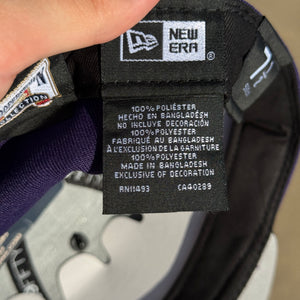 NEW
ERA
®
100% POLIÉSTER
HECHO EN BANGLADESH
NO INCLUYE DECORACIÓN
100% POLYESTER
FABRIQUÉ AU BANGLADESH
À L'EXCLUSION DE LA GARNITURE
100% POLYESTER
MADE IN BANGLADESH
EXCLUSIVE OF DECORATION
RN11493 CA40289